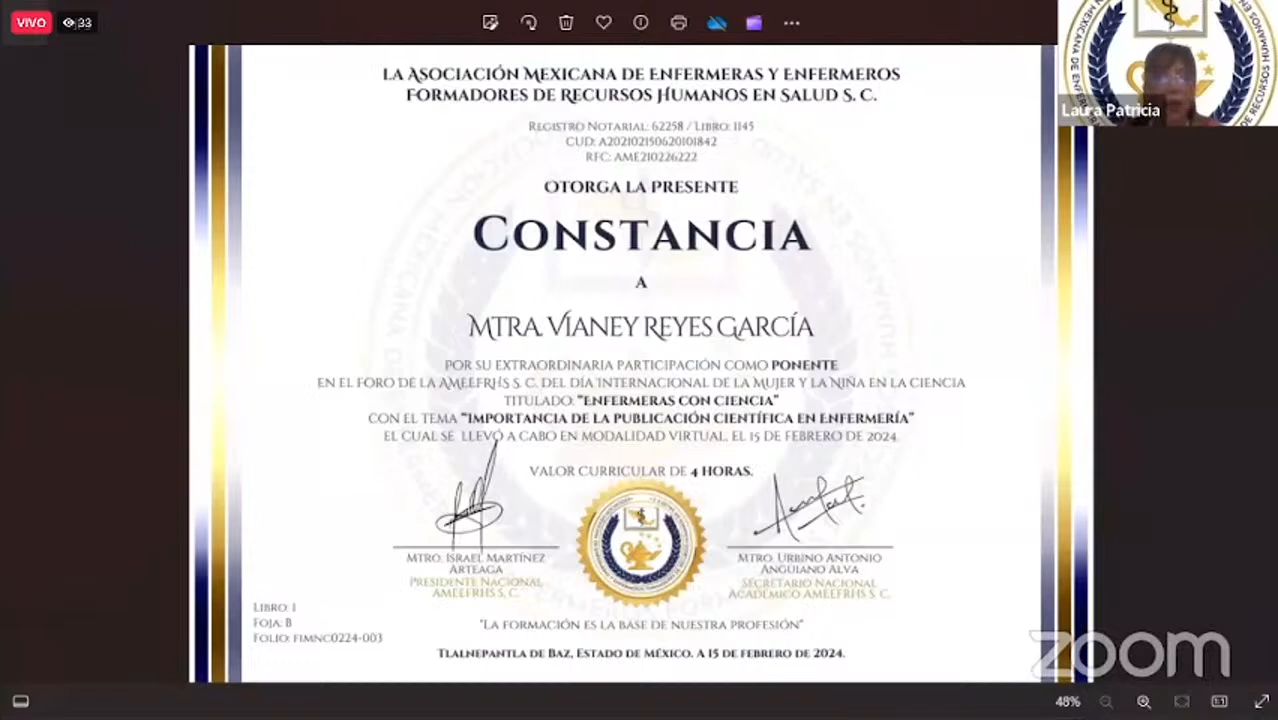 VIVO
33
LA ASOCIACIÓN MEXICANA DE ENFERMERAS Y ENFERMEROS
FORMADORES DE RECURSOS HUMANOS EN SALUD S. C.
Laura Patricia
REGISTRO NOTARIAL: 62258 / LIBRO: 1145
CUD: A202102150620101842
RFC: AME210226222
OTORGA LA PRESENTE
CONSTANCIA
A
MTRA. VIANEY REYES GARCÍA
POR SU EXTRAORDINARIA PARTICIPACIÓN COMO PONENTE
EN EL FORO DE LA AMEEFRHS S. C. DEL DÍA INTERNACIONAL DE LA MUJER Y LA NIÑA EN LA CIENCIA
TITULADO: "ENFERMERAS CON CIENCIA"
CON EL TEMA "IMPORTANCIA DE LA PUBLICACIÓN CIENTÍFICA EN ENFERMERÍA"
EL CUAL SE LLEVÓ A CABO EN MODALIDAD VIRTUAL, EL 15 DE FEBRERO DE 2024.
VALOR CURRICULAR DE 4 HORAS.
MTRO. ISRAEL MARTÍNEZ
ARTEAGA
PRESIDENTE NACIONAL
AMEEFRHS S. C.
MTRO. URBINO ANTONIO
ANGUIANO ALVA
SECRETARIO NACIONAL
ACADÉMICO AMEEFRHS S. C.
LIBRO: 1
FOJA: B
FOLIO: FIMNC0224-003
"LA FORMACIÓN ES LA BASE DE NUESTRA PROFESIÓN"
TLALNEPANTLA DE BAZ, ESTADO DE MÉXICO. A 15 DE FEBRERO DE 2024.
zoom
48%